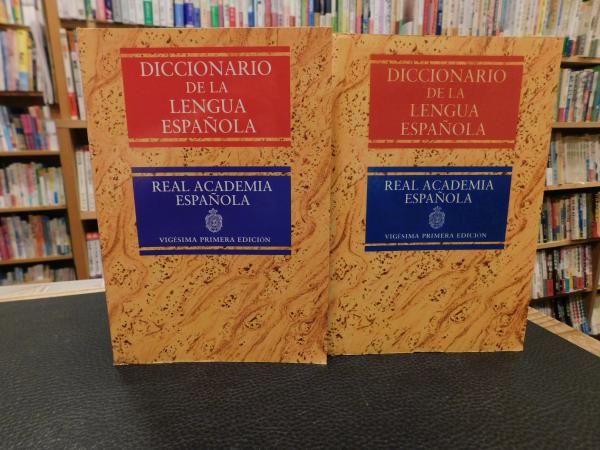 DICCIONARIO
DE LA
LENGUA
ESPAÑOLA
REAL ACADEMIA
ESPAÑOLA
VIGÉSIMA PRIMERA EDICIÓN
DICCIONARIO
DE LA
LENGUA
ESPAÑOLA
REAL ACADEMIA
ESPAÑOLA
VIGÉSIMA PRIMERA EDICIÓN